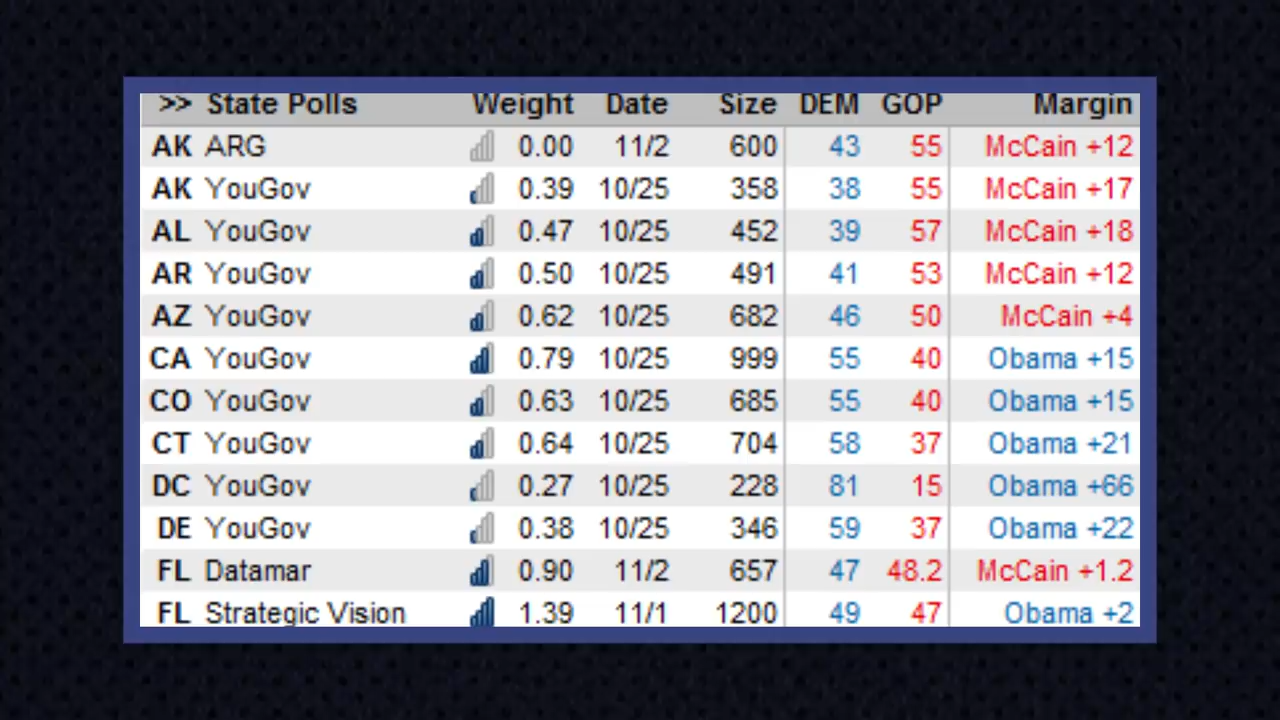 >> State Polls Weight Date Size DEM GOP Margin
AK ARG 0.00 11/2 600 43 55 McCain +12
AK YouGov 0.39 10/25 358 38 55 McCain +17
AL YouGov 0.47 10/25 452 39 57 McCain +18
AR YouGov 0.50 10/25 491 41 53 McCain +12
AZ YouGov 0.62 10/25 682 46 50 McCain +4
CA YouGov 0.79 10/25 999 55 40 Obama +15
CO YouGov 0.63 10/25 685 55 40 Obama +15
CT YouGov 0.64 10/25 704 58 37 Obama +21
DC YouGov 0.27 10/25 228 81 15 Obama +66
DE YouGov 0.38 10/25 346 59 37 Obama +22
FL Datamar 0.90 11/2 657 47 48.2 McCain +1.2
FL Strategic Vision 1.39 11/1 1200 49 47 Obama +2